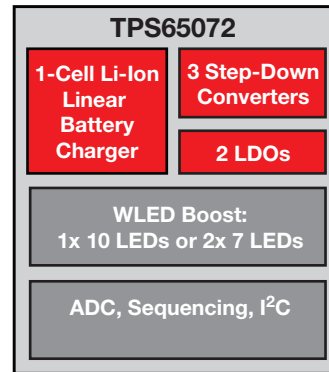 TPS65072
1-Cell Li-Ion
Linear
Battery
Charger
3 Step-Down
Converters
2 LDOs
WLED Boost:
1x 10 LEDs or 2x 7 LEDs
ADC, Sequencing, I²C